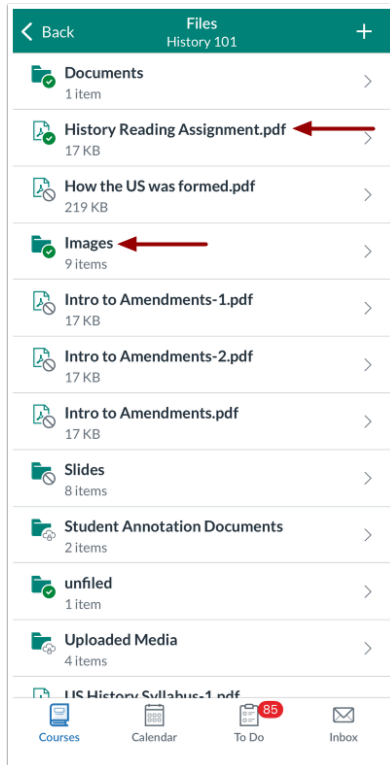 Back
Files
History 101
Documents
1 item
History Reading Assignment.pdf
17 KB
How the US was formed.pdf
219 KB
Images
9 items
Intro to Amendments-1.pdf
17 KB
Intro to Amendments-2.pdf
17 KB
Intro to Amendments.pdf
17 KB
Slides
8 items
Student Annotation Documents
2 items
unfiled
1 item
Uploaded Media
4 items
US History Syllabus-1.pdf
85
Courses
Calendar
To Do
Inbox